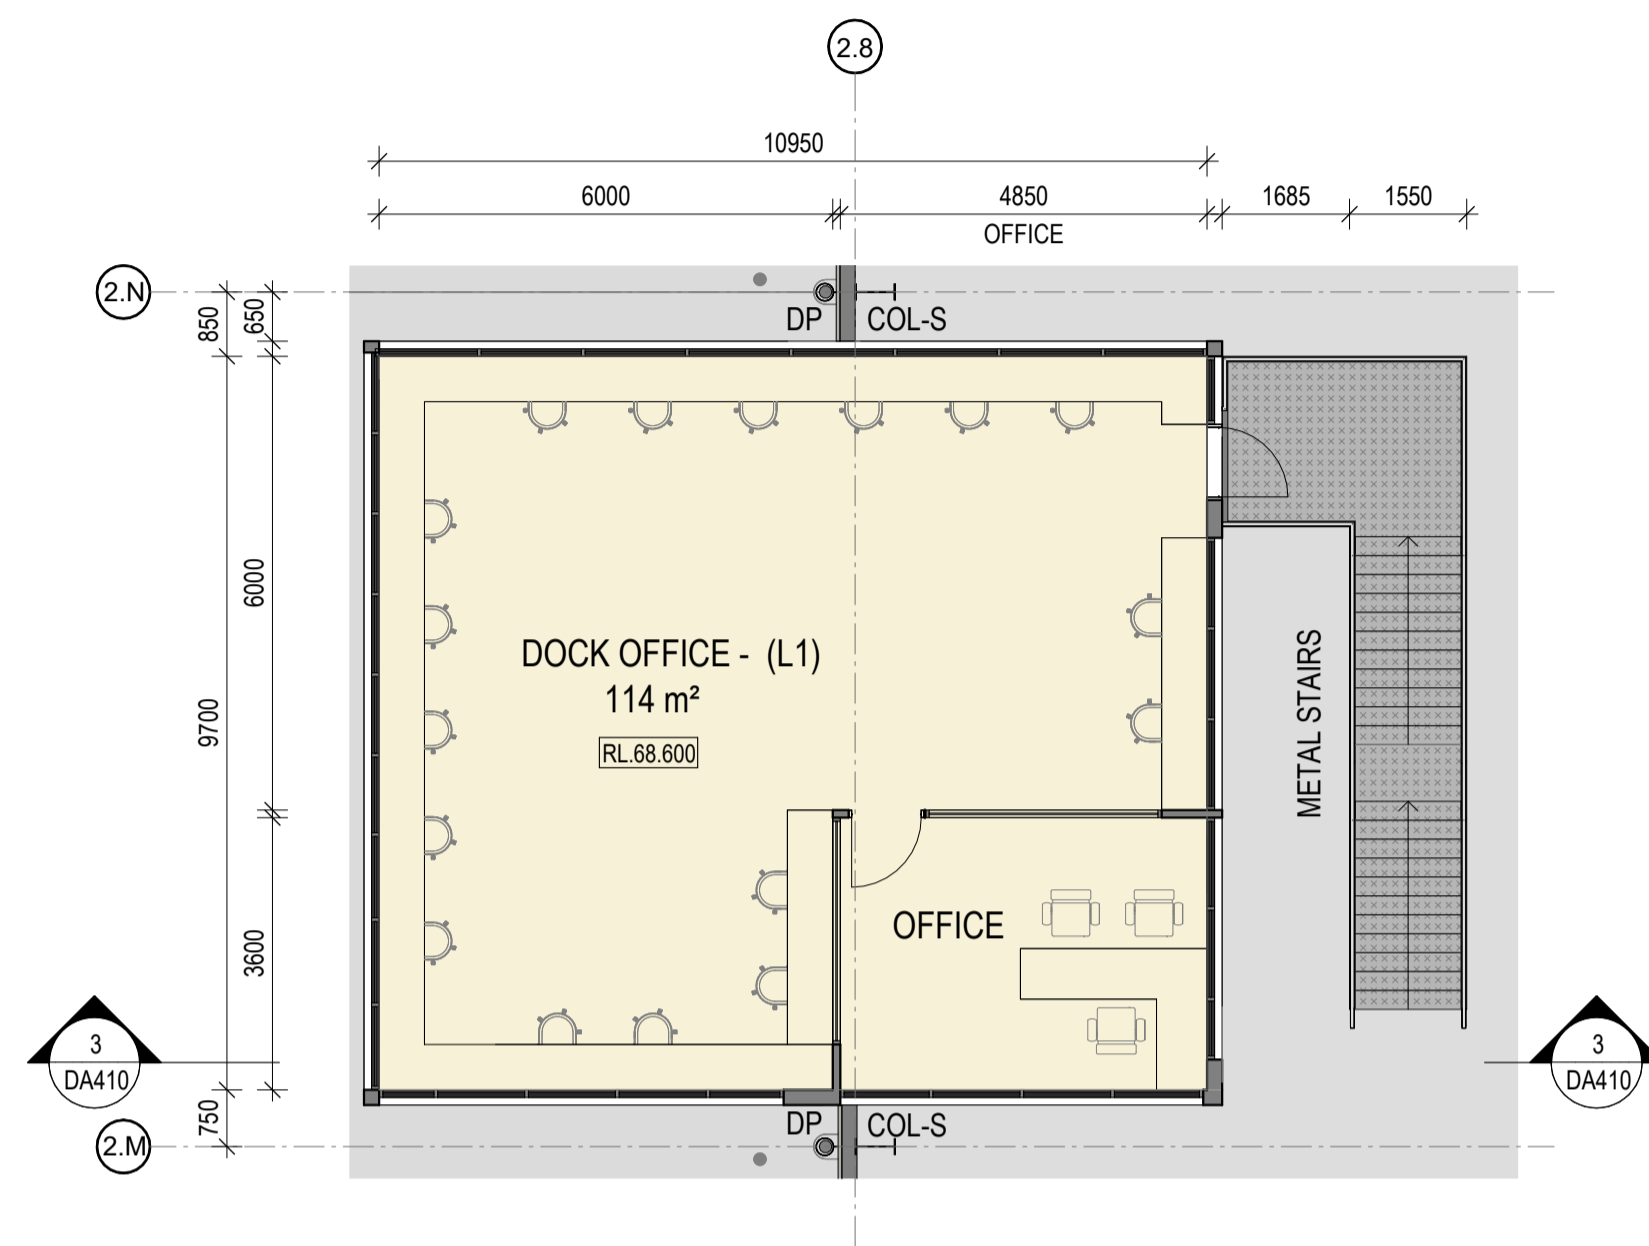 2.8
10950
6000
4850
1685
1550
OFFICE
2.N
850
650
DP
COL-S
6000
DOCK OFFICE - (L1)
114 m²
RL.68.600
9700
METAL STAIRS
OFFICE
3600
3
DA410
3
DA410
750
DP
COL-S
2.M